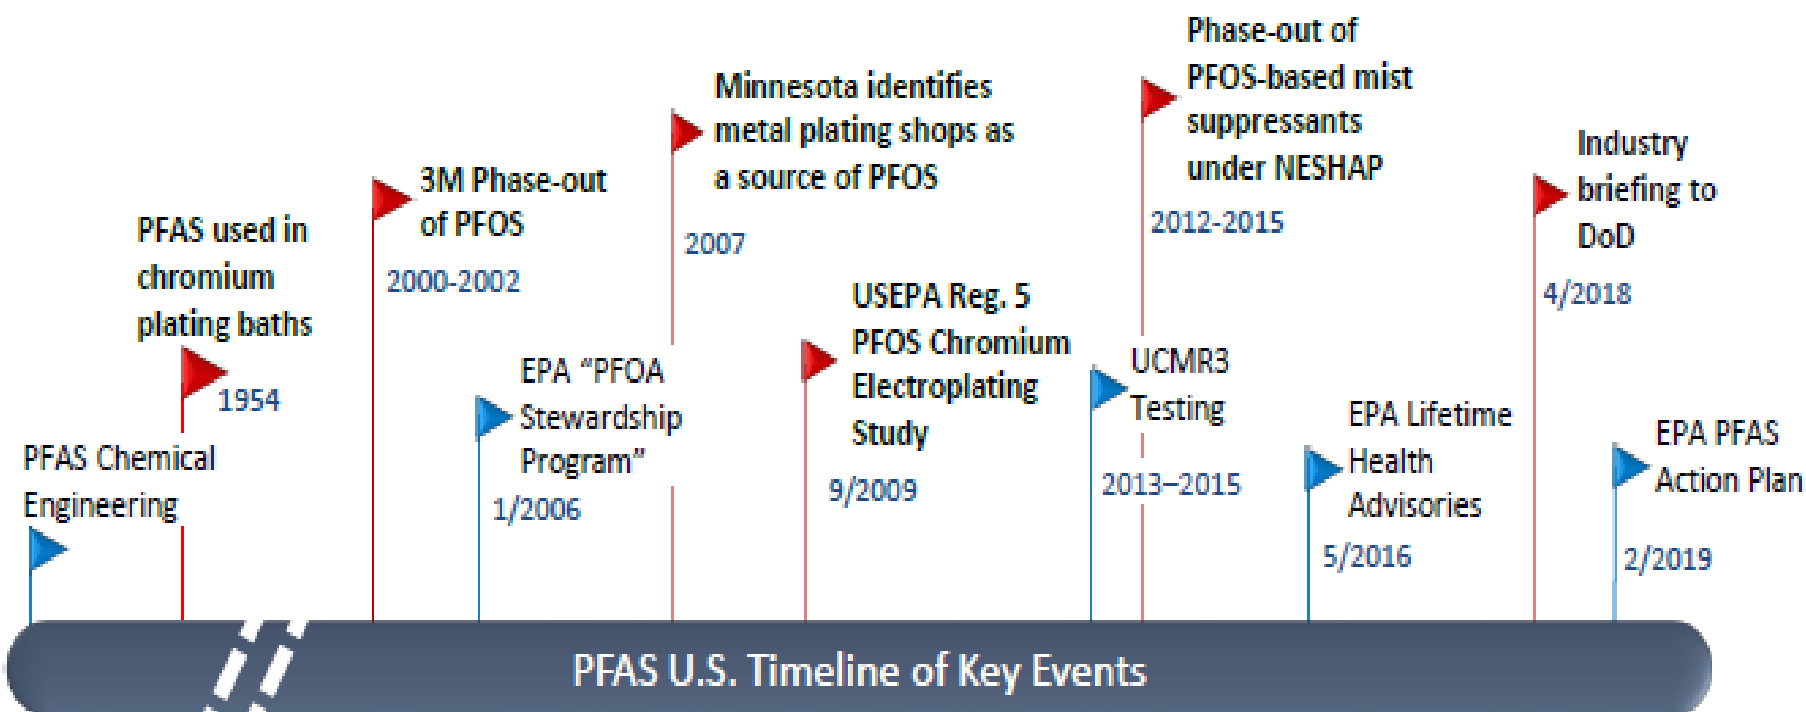 PFAS Chemical
Engineering
PFAS used in
chromium
plating baths
1954
3M Phase-out
of PFOS
2000-2002
EPA “PFOA
Stewardship
Program”
1/2006
Minnesota identifies
metal plating shops as
a source of PFOS
2007
USEPA Reg. 5
PFOS Chromium
Electroplating
Study
9/2009
UCMR3
Testing
2013–2015
Phase-out of
PFOS-based mist
suppressants
under NESHAP
2012-2015
EPA Lifetime
Health
Advisories
5/2016
Industry
briefing to
DoD
4/2018
EPA PFAS
Action Plan
2/2019
PFAS U.S. Timeline of Key Events